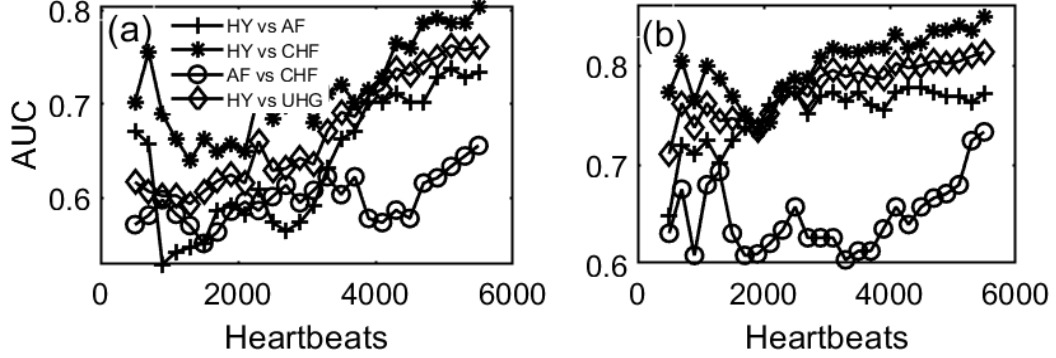 (a)
HY vs AF
HY vs CHF
AF vs CHF
HY vs UHG
AUC
0.8
0.7
0.6
0
2000
4000
6000
Heartbeats
(b)
0.8
0.7
0.6
0
2000
4000
6000
Heartbeats